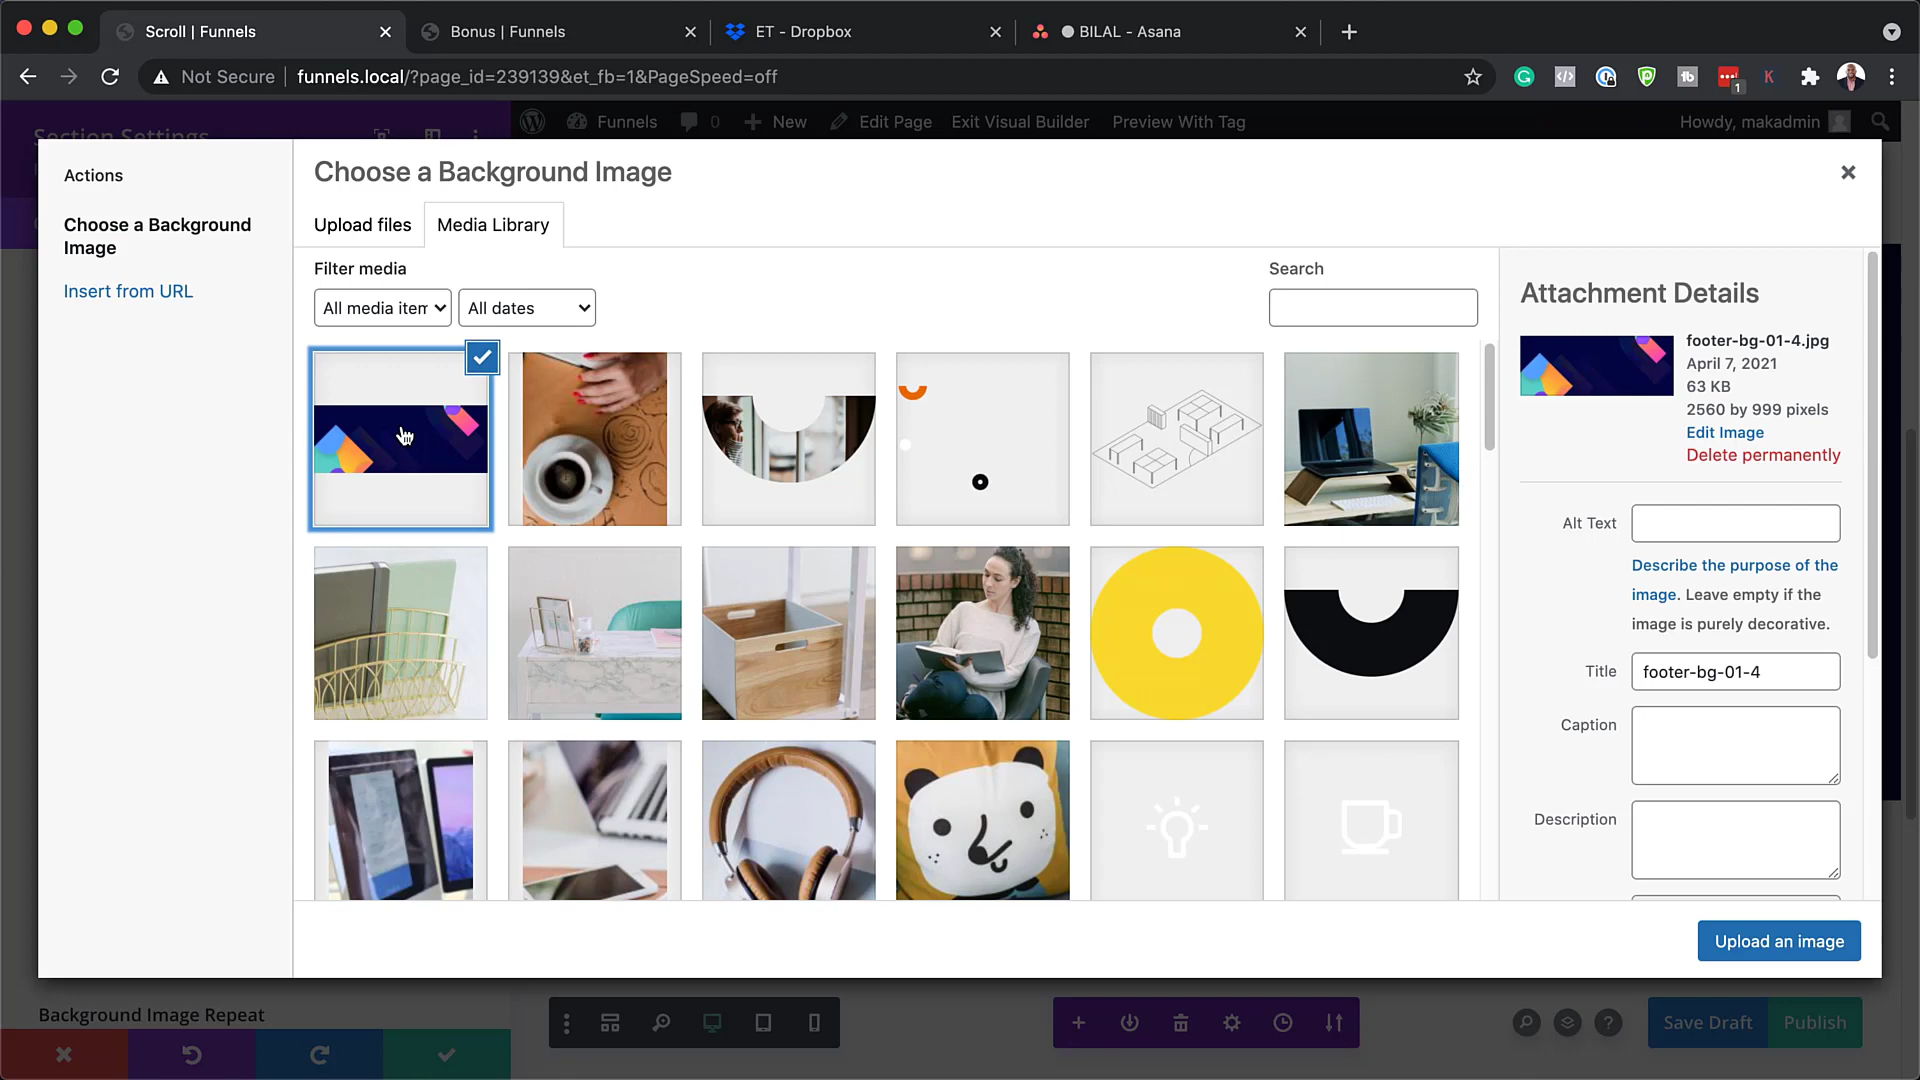 Scroll | Funnels
Bonus | Funnels
ET - Dropbox
BILAL - Asana
Not Secure
funnels.local/?page_id=239139&et_fb=1&PageSpeed=off
1
Section Settings
Funnels
0
New
Edit Page
Exit Visual Builder
Preview With Tag
Howdy, makadmin
Actions
Choose a Background
Image
Insert from URL
Choose a Background Image
Upload files
Media Library
Filter media
All media item
All dates
Search
Attachment Details
footer-bg-01-4.jpg
April 7, 2021
63 KB
2560 by 999 pixels
Edit Image
Delete permanently
Alt Text
Describe the purpose of the
image. Leave empty if the
image is purely decorative.
Title
footer-bg-01-4
Caption
Description
Upload an image
Background Image Repeat
Save Draft
Publish